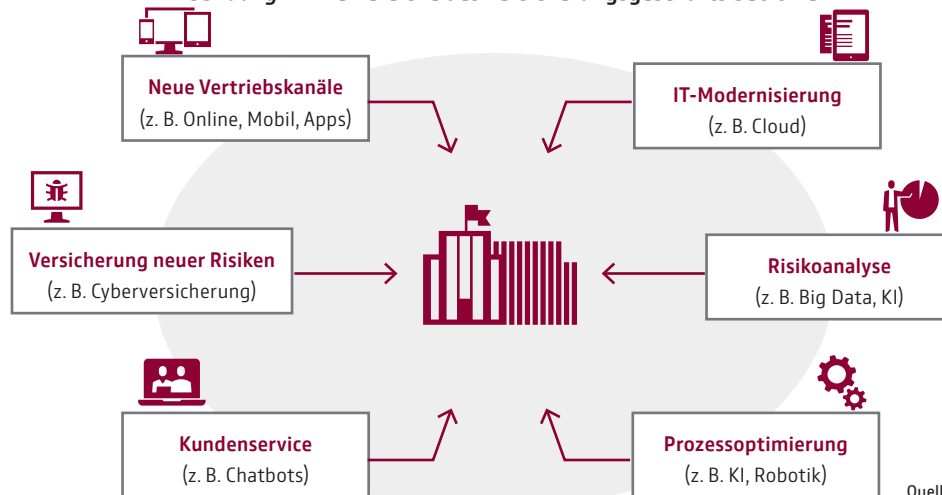 Neue Vertriebskanäle
(z. B. Online, Mobil, Apps)
IT-Modernisierung
(z. B. Cloud)
Versicherung neuer Risiken
(z. B. Cyberversicherung)
Risikoanalyse
(z. B. Big Data, KI)
Kundenservice
(z. B. Chatbots)
Prozessoptimierung
(z. B. KI, Robotik)
Quell